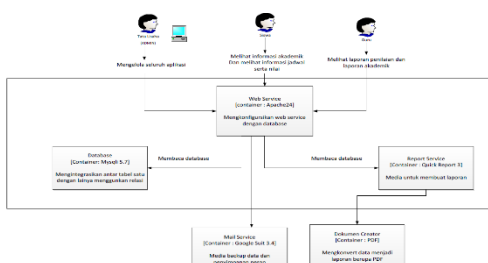 Tata Usaha
(admin)
Siswa
Guru
Mengelola seluruh aplikasi
Melihat informasi akademik
Dan melihat informasi jadwal
serta nilai
Melihat laporan penilaian dan
laporan akademik
Web Service
[container : Apache24]
Mengkonfigurasikan web service
dengan database
Database
[Container: Mysqli 5.7]
Mengintegrasikan antar tabel satu
dengan lainya menggunkan relasi
Membaca database
Membaca database
Report Service
[Container : Quick Report 3]
Media untuk membuat laporan
Mail Service
[Container : Google Suit 3.4]
Media backup data dan
penyimpanan pesan
Dokumen Creator
[Container : PDF]
Mengkonvert data menjadi
laporan berupa PDF